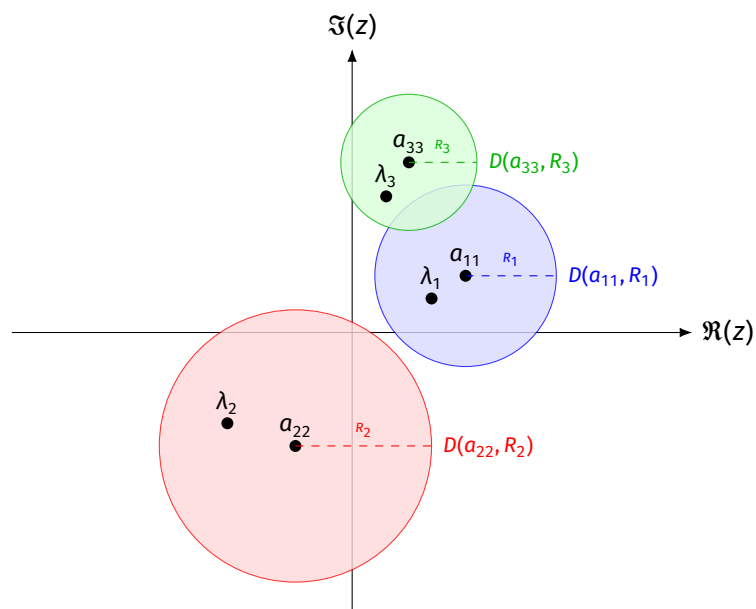 ℑ(z)
a₃₃
R₃
D(a₃₃, R₃)
λ₃
a₁₁
R₁
D(a₁₁, R₁)
λ₁
ℜ(z)
λ₂
a₂₂
R₂
D(a₂₂, R₂)